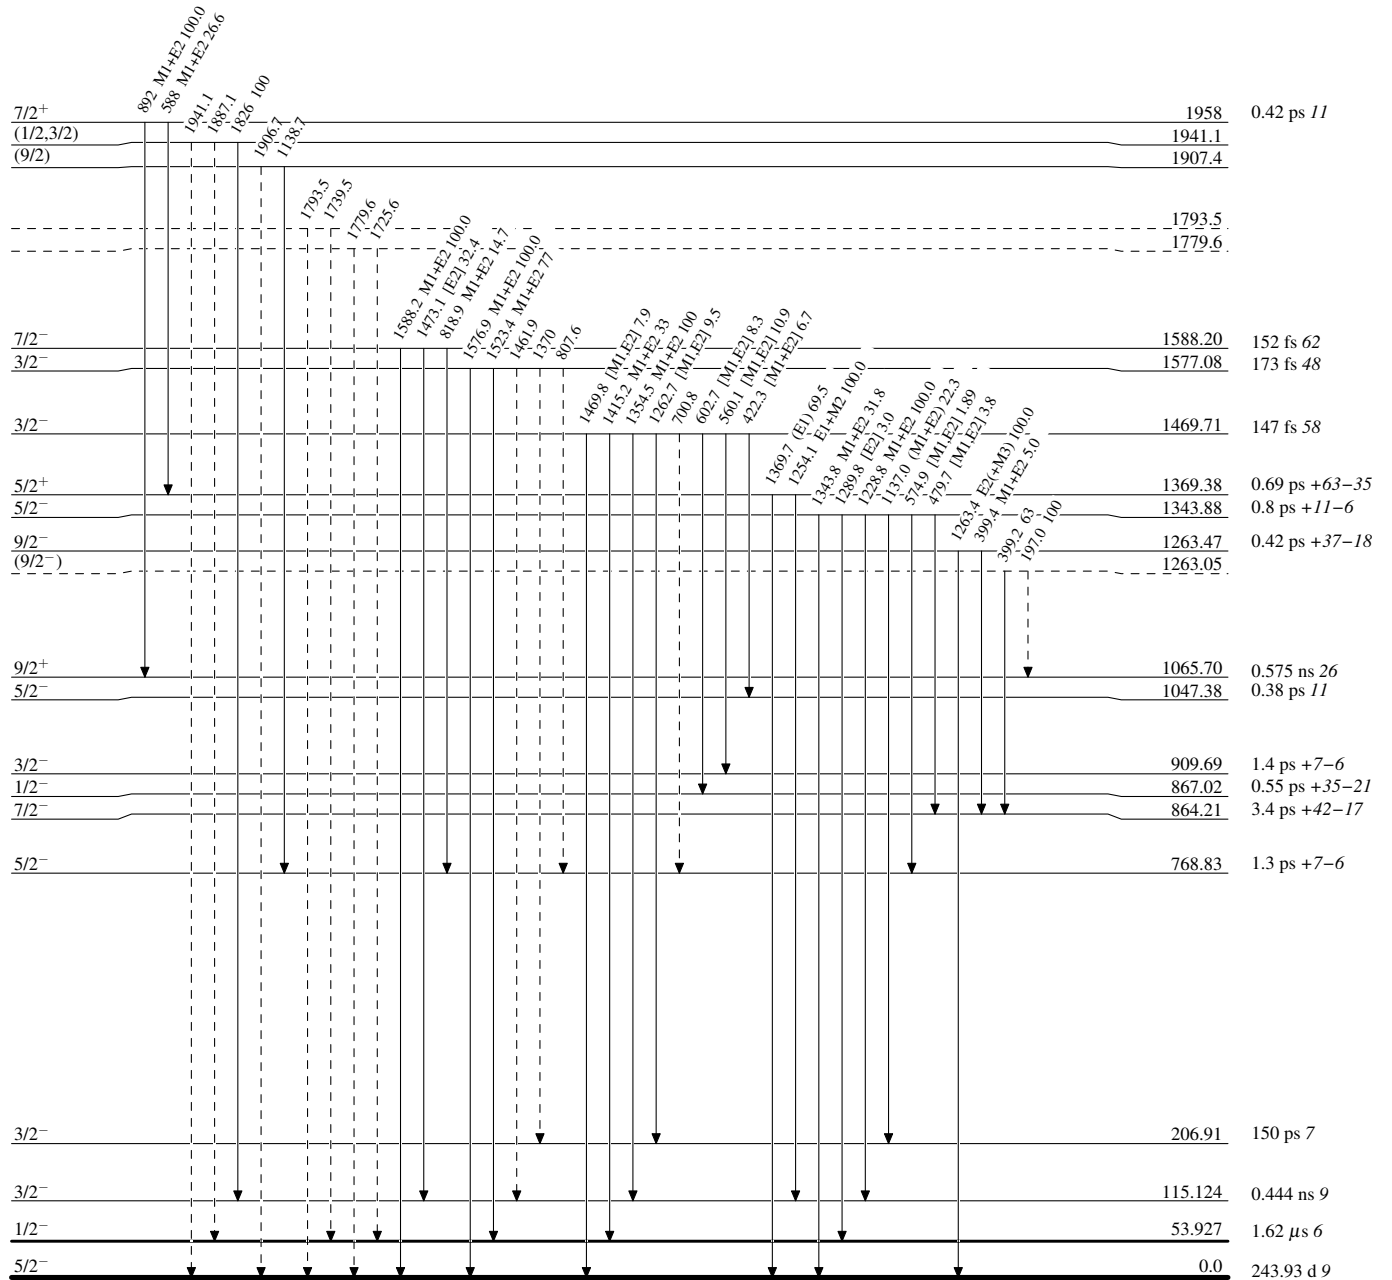 892 M1+E2 100.0
588 M1+E2 26.6
1941.1
1887.1
1826 100
1906.7
1138.7
1793.5
1739.5
1779.6
1725.6
1588.2 M1+E2 100.0
1473.1 [E2] 32.4
818.9 M1+E2 14.7
1576.9 M1+E2 100.0
1523.4 M1+E2 77
1461.9
1370
807.6
1469.8 [M1,E2] 7.9
1415.2 M1+E2 33
1354.5 M1+E2 100
1262.7 [M1,E2] 9.5
700.8
602.7 [M1,E2] 8.3
560.1 [M1,E2] 10.9
422.3 [M1+E2] 6.7
1369.7 (E1) 69.5
1254.1 E1+M2 100.0
1343.8 M1+E2 31.8
1289.8 [E2] 3.0
1228.8 M1+E2 100.0
1137.0 (M1+E2) 22.3
574.9 [M1,E2] 1.89
479.7 [M1,E2] 3.8
1263.4 E2(+M3) 100.0
399.4 M1+E2 5.0
399.2 63
197.0 100
7/2+ 1958 0.42 ps 11
(1/2,3/2) 1941.1
(9/2) 1907.4
1793.5
1779.6
7/2− 1588.20 152 fs 62
3/2− 1577.08 173 fs 48
3/2− 1469.71 147 fs 58
5/2+ 1369.38 0.69 ps +63−35
5/2− 1343.88 0.8 ps +11−6
9/2− 1263.47 0.42 ps +37−18
(9/2−) 1263.05
9/2+ 1065.70 0.575 ns 26
5/2− 1047.38 0.38 ps 11
3/2− 909.69 1.4 ps +7−6
1/2− 867.02 0.55 ps +35−21
7/2− 864.21 3.4 ps +42−17
5/2− 768.83 1.3 ps +7−6
3/2− 206.91 150 ps 7
3/2− 115.124 0.444 ns 9
1/2− 53.927 1.62 μs 6
5/2− 0.0 243.93 d 9